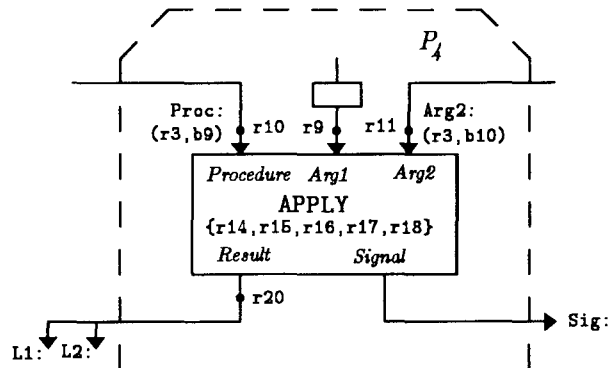 P4
Proc:
(r3,b9)
r10
r9
r11
Arg2:
(r3,b10)
Procedure Arg1 Arg2
APPLY
{r14,r15,r16,r17,r18}
Result Signal
r20
Sig:
L1: L2: